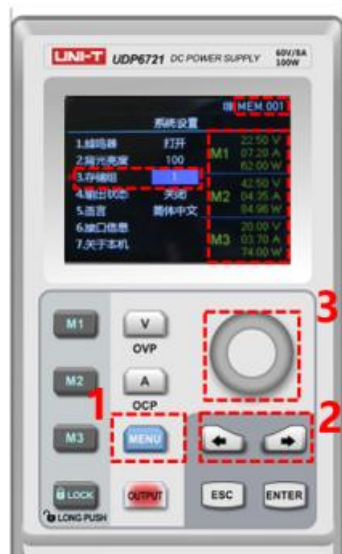 UNI-T UDP6721 DC POWER SUPPLY 60V/8A 100W
MEM 001
系统设置
1.蜂鸣器 打开
2.背光亮度 100
3.存储组 1
4.输出状态 关闭
5.语言 简体中文
6.接口信息
7.关于本机
M1 22.50 V 07.20 A 62.00 W
M2 42.50 V 04.35 A 84.96 W
M3 20.00 V 03.70 A 74.00 W
3
M1 V
OVP
M2 A
OCP
1
2
M3 MENU
LOCK OUTPUT ESC ENTER
LONG PUSH